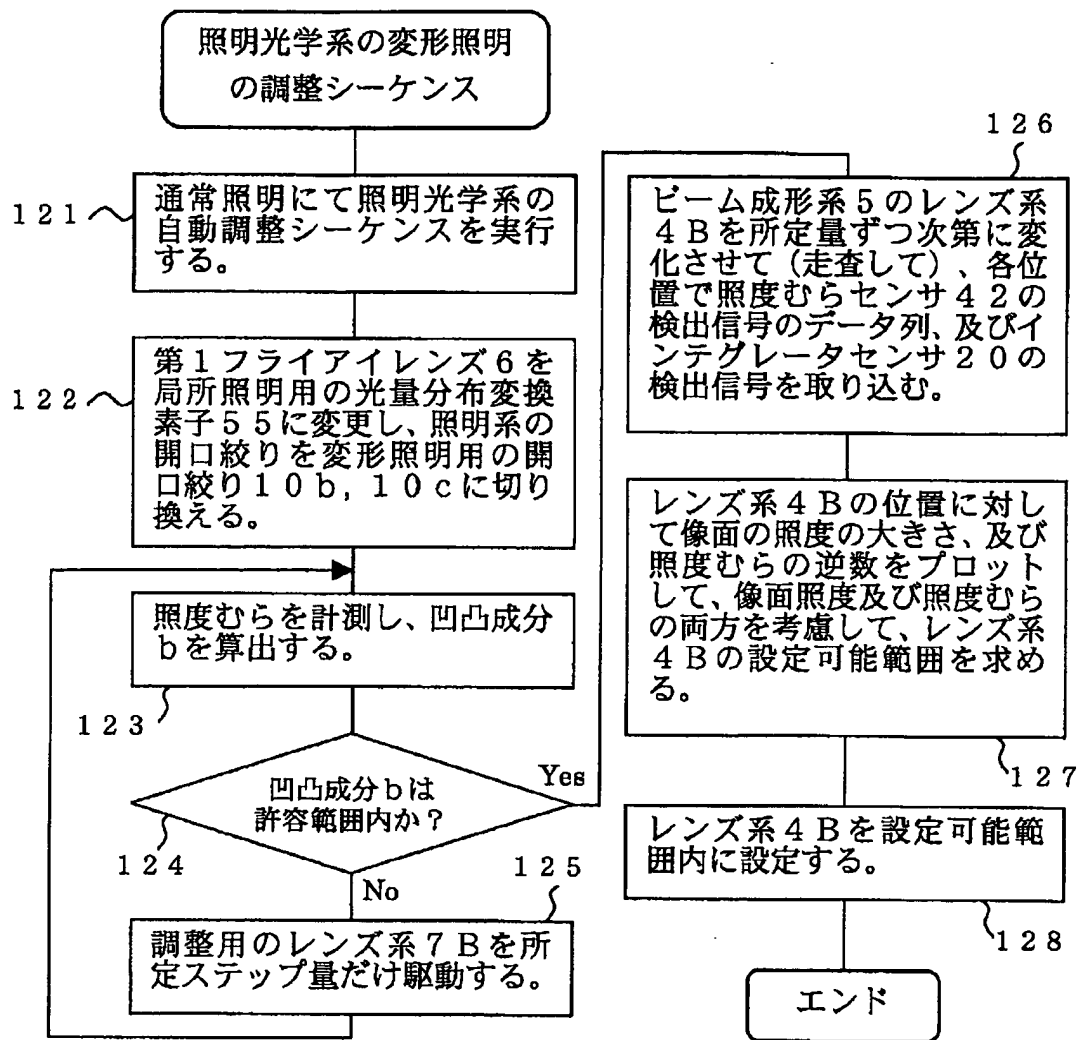 照明光学系の変形照明
の調整シーケンス
121
通常照明にて照明光学系の
自動調整シーケンスを実行
する。
122
第1フライアイレンズ6を
局所照明用の光量分布変換
素子55に変更し、照明系の
開口絞りを変形照明用の開
口絞り10b,10cに切り
換える。
照度むらを計測し、凹凸成分
bを算出する。
123
凹凸成分bは
許容範囲内か?
Yes
124
No
125
調整用のレンズ系7Bを所
定ステップ量だけ駆動する。
126
ビーム成形系5のレンズ系
4Bを所定量ずつ次第に変
化させて(走査して)、各位
置で照度むらセンサ42の
検出信号のデータ列、及びイ
ンテグレータセンサ20の
検出信号を取り込む。
レンズ系4Bの位置に対し
て像面の照度の大きさ、及び
照度むらの逆数をプロット
して、像面照度及び照度むら
の両方を考慮して、レンズ系
4Bの設定可能範囲を求め
る。
127
レンズ系4Bを設定可能範
囲内に設定する。
128
エンド